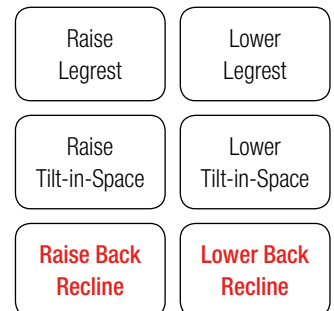 Raise
Legrest
Lower
Legrest
Raise
Tilt-in-Space
Lower
Tilt-in-Space
Raise Back
Recline
Lower Back
Recline